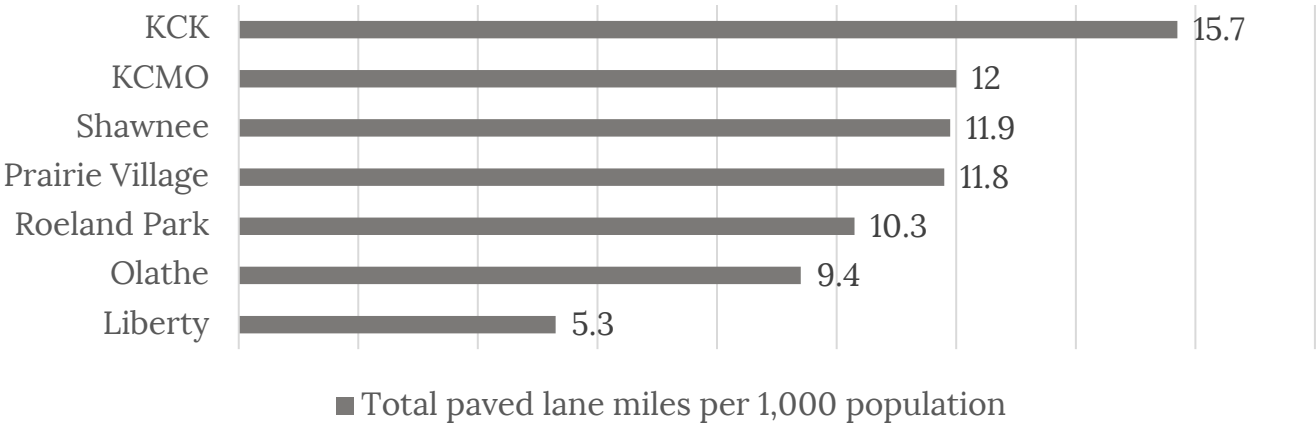 KCK 15.7
KCMO 12
Shawnee 11.9
Prairie Village 11.8
Roeland Park 10.3
Olathe 9.4
Liberty 5.3
Total paved lane miles per 1,000 population